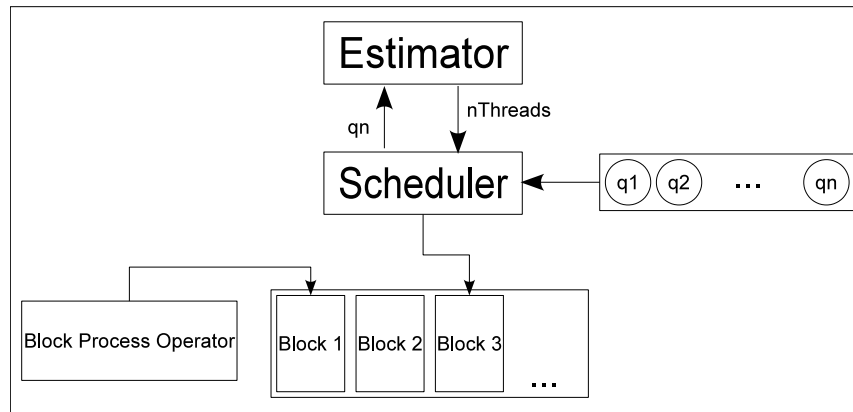 Estimator
qn
nThreads
Scheduler
q1 q2 ... qn
Block Process Operator
Block 1 Block 2 Block 3 ...